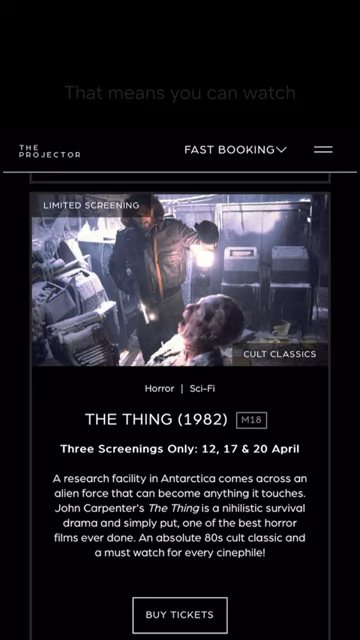 That means you can watch
THE
PROJECTOR
FAST BOOKING
LIMITED SCREENING
CULT CLASSICS
Horror | Sci-Fi
THE THING (1982) M18
Three Screenings Only: 12, 17 & 20 April
A research facility in Antarctica comes across an
alien force that can become anything it touches.
John Carpenter's The Thing is a nihilistic survival
drama and simply put, one of the best horror
films ever done. An absolute 80s cult classic and
a must watch for every cinephile!
BUY TICKETS